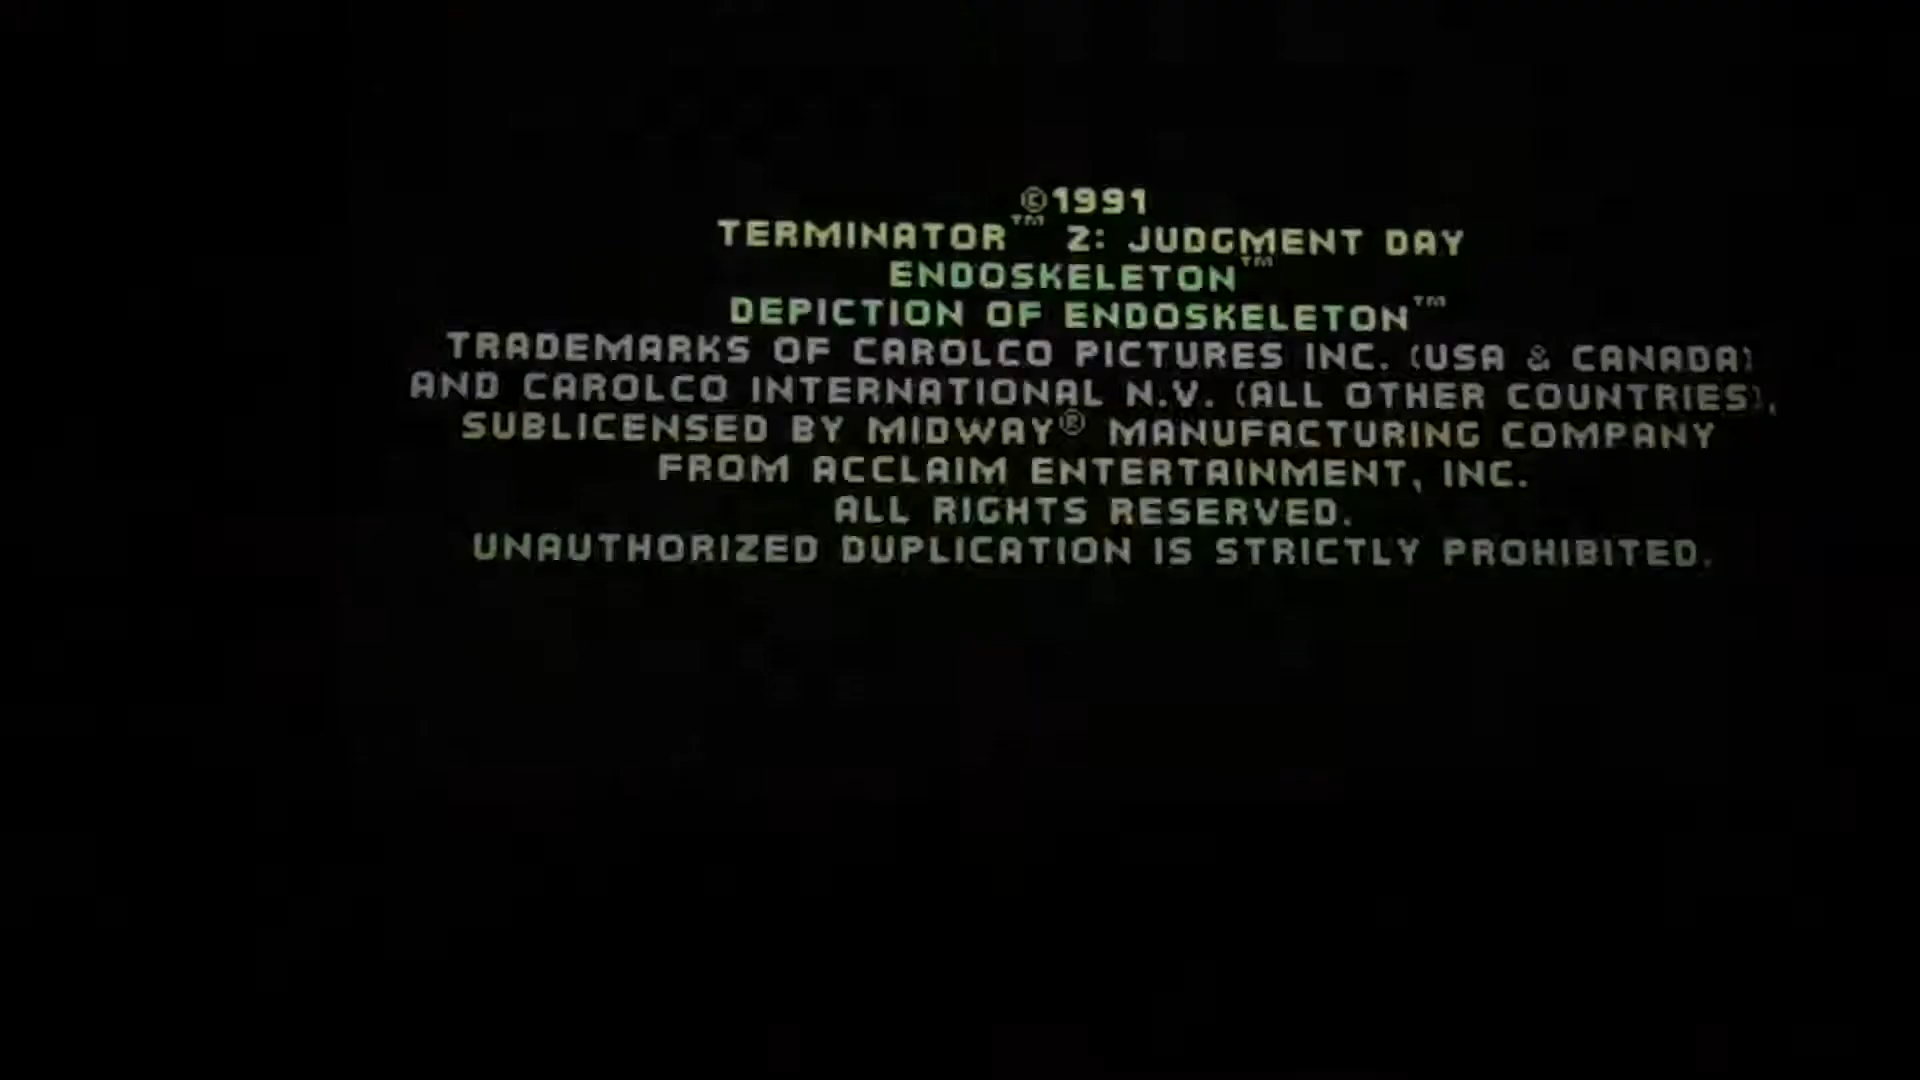 ©1991
TERMINATOR™ 2: JUDGMENT DAY
ENDOSKELETON™
DEPICTION OF ENDOSKELETON™
TRADEMARKS OF CAROLCO PICTURES INC. (USA & CANADA)
AND CAROLCO INTERNATIONAL N.V. (ALL OTHER COUNTRIES),
SUBLICENSED BY MIDWAY® MANUFACTURING COMPANY
FROM ACCLAIM ENTERTAINMENT, INC.
ALL RIGHTS RESERVED.
UNAUTHORIZED DUPLICATION IS STRICTLY PROHIBITED.